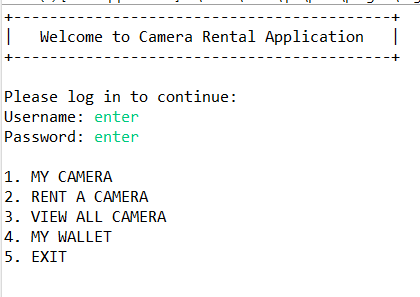 +------------------------------------------+
|   Welcome to Camera Rental Application   |
+------------------------------------------+
Please log in to continue:
Username: enter
Password: enter
1. MY CAMERA
2. RENT A CAMERA
3. VIEW ALL CAMERA
4. MY WALLET
5. EXIT